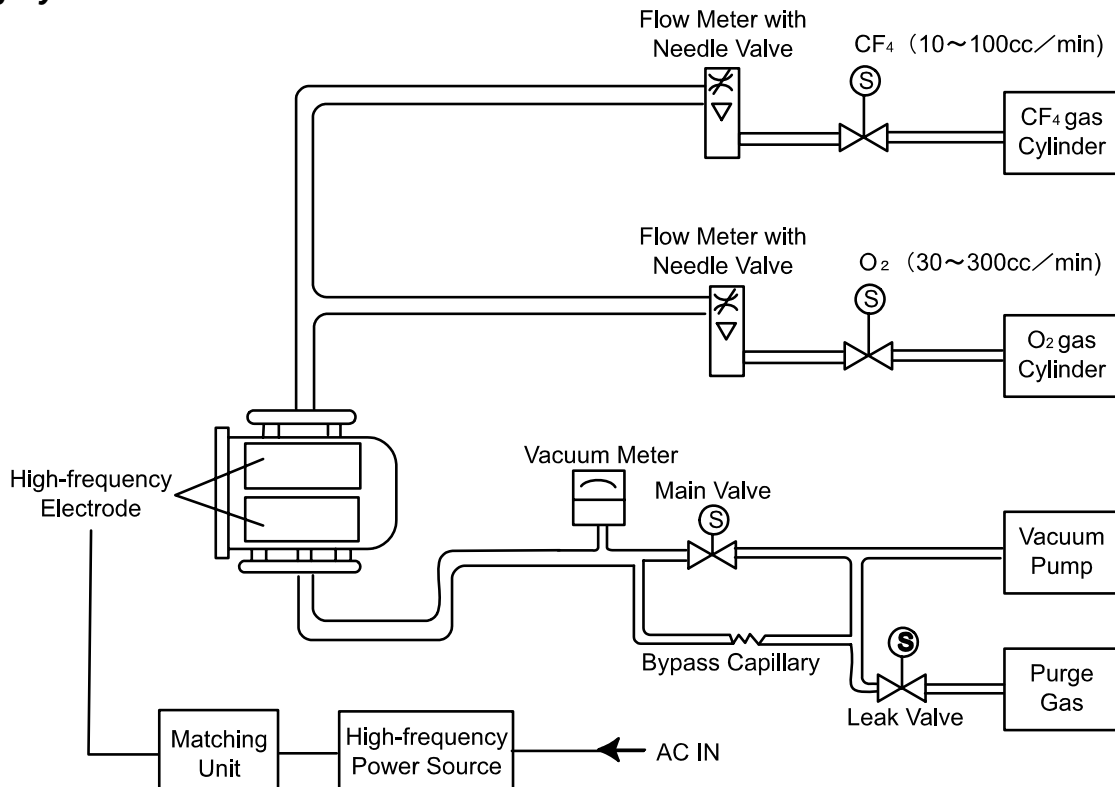 Flow Meter with
Needle Valve
CF₄ （10～100cc／min)
S
CF₄ gas
Cylinder
Flow Meter with
Needle Valve
O₂ （30～300cc／min)
S
O₂ gas
Cylinder
High-frequency
Electrode
Vacuum Meter
Main Valve
S
Vacuum
Pump
Bypass Capillary
S
Leak Valve
Purge
Gas
Matching
Unit
High-frequency
Power Source
AC IN